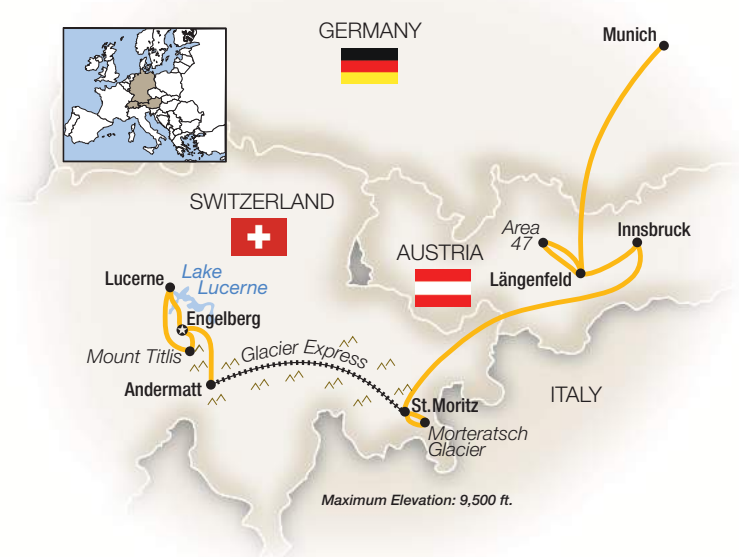 GERMANY
Munich
SWITZERLAND
Area
47
Innsbruck
AUSTRIA
Längenfeld
Lucerne
Lake
Lucerne
Engelberg
Mount Titlis
Glacier Express
Andermatt
St.Moritz
ITALY
Morteratsch
Glacier
Maximum Elevation: 9,500 ft.